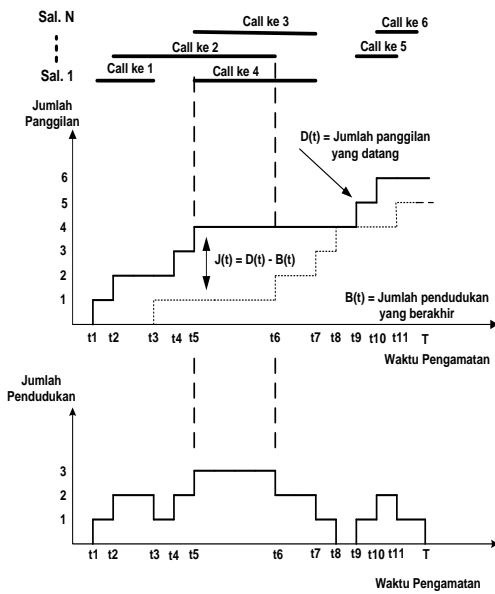 Sal. N
Call ke 3
Call ke 6
Call ke 2
Call ke 5
Sal. 1
Call ke 1
Call ke 4
Jumlah
Panggilan
D(t) = Jumlah panggilan
yang datang
6
5
4
3
2
1
J(t) = D(t) - B(t)
B(t) = Jumlah pendudukan
yang berakhir
t1 t2 t3 t4 t5 t6 t7 t8 t9 t10 t11 T
Waktu Pengamatan
Jumlah
Pendudukan
3
2
1
t1 t2 t3 t4 t5 t6 t7 t8 t9 t10 t11 T
Waktu Pengamatan